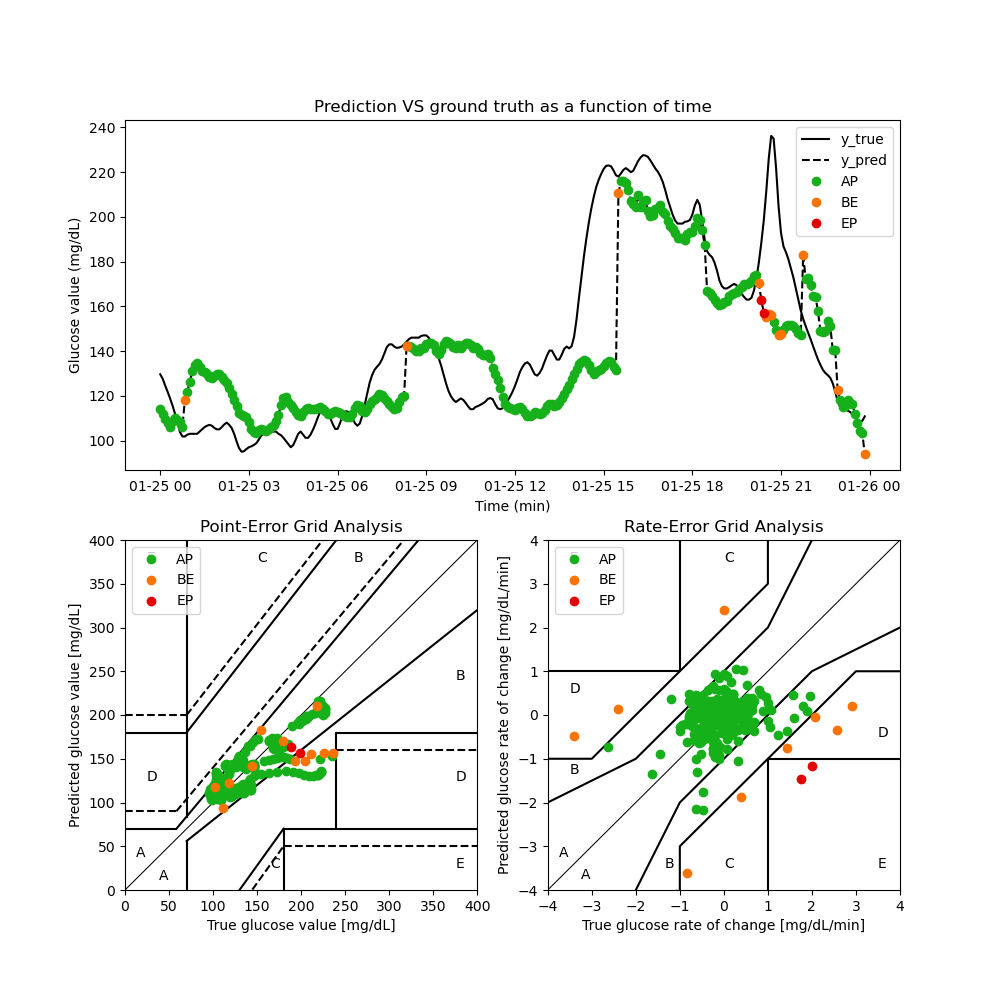 Prediction VS ground truth as a function of time
Glucose value (mg/dL)
240
220
200
180
160
140
120
100
y_true
y_pred
AP
BE
EP
01-25 00 01-25 03 01-25 06 01-25 09 01-25 12 01-25 15 01-25 18 01-25 21 01-26 00
Time (min)
Point-Error Grid Analysis
Predicted glucose value [mg/dL]
400
350
300
250
200
150
100
50
0
AP
BE
EP
C
B
B
D
D
A
A
C
E
0 50 100 150 200 250 300 350 400
True glucose value [mg/dL]
Rate-Error Grid Analysis
Predicted glucose rate of change [mg/dL/min]
4
3
2
1
0
−1
−2
−3
−4
AP
BE
EP
C
D
D
B
A
A
B
C
E
−4 −3 −2 −1 0 1 2 3 4
True glucose rate of change [mg/dL/min]